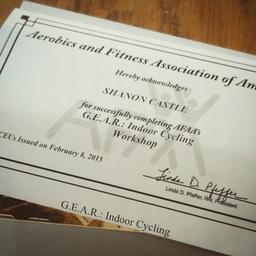 Aerobics and Fitness Association of Am
Hereby acknowledges
SHANON CASTLE
for successfully completing AFAA's
G.E.A.R.: Indoor Cycling
Workshop
CEUs Issued on February 8, 2015
Linda D. Pfeffer
Linda D. Pfeffer, RN, President
G.E.A.R.: Indoor Cycling